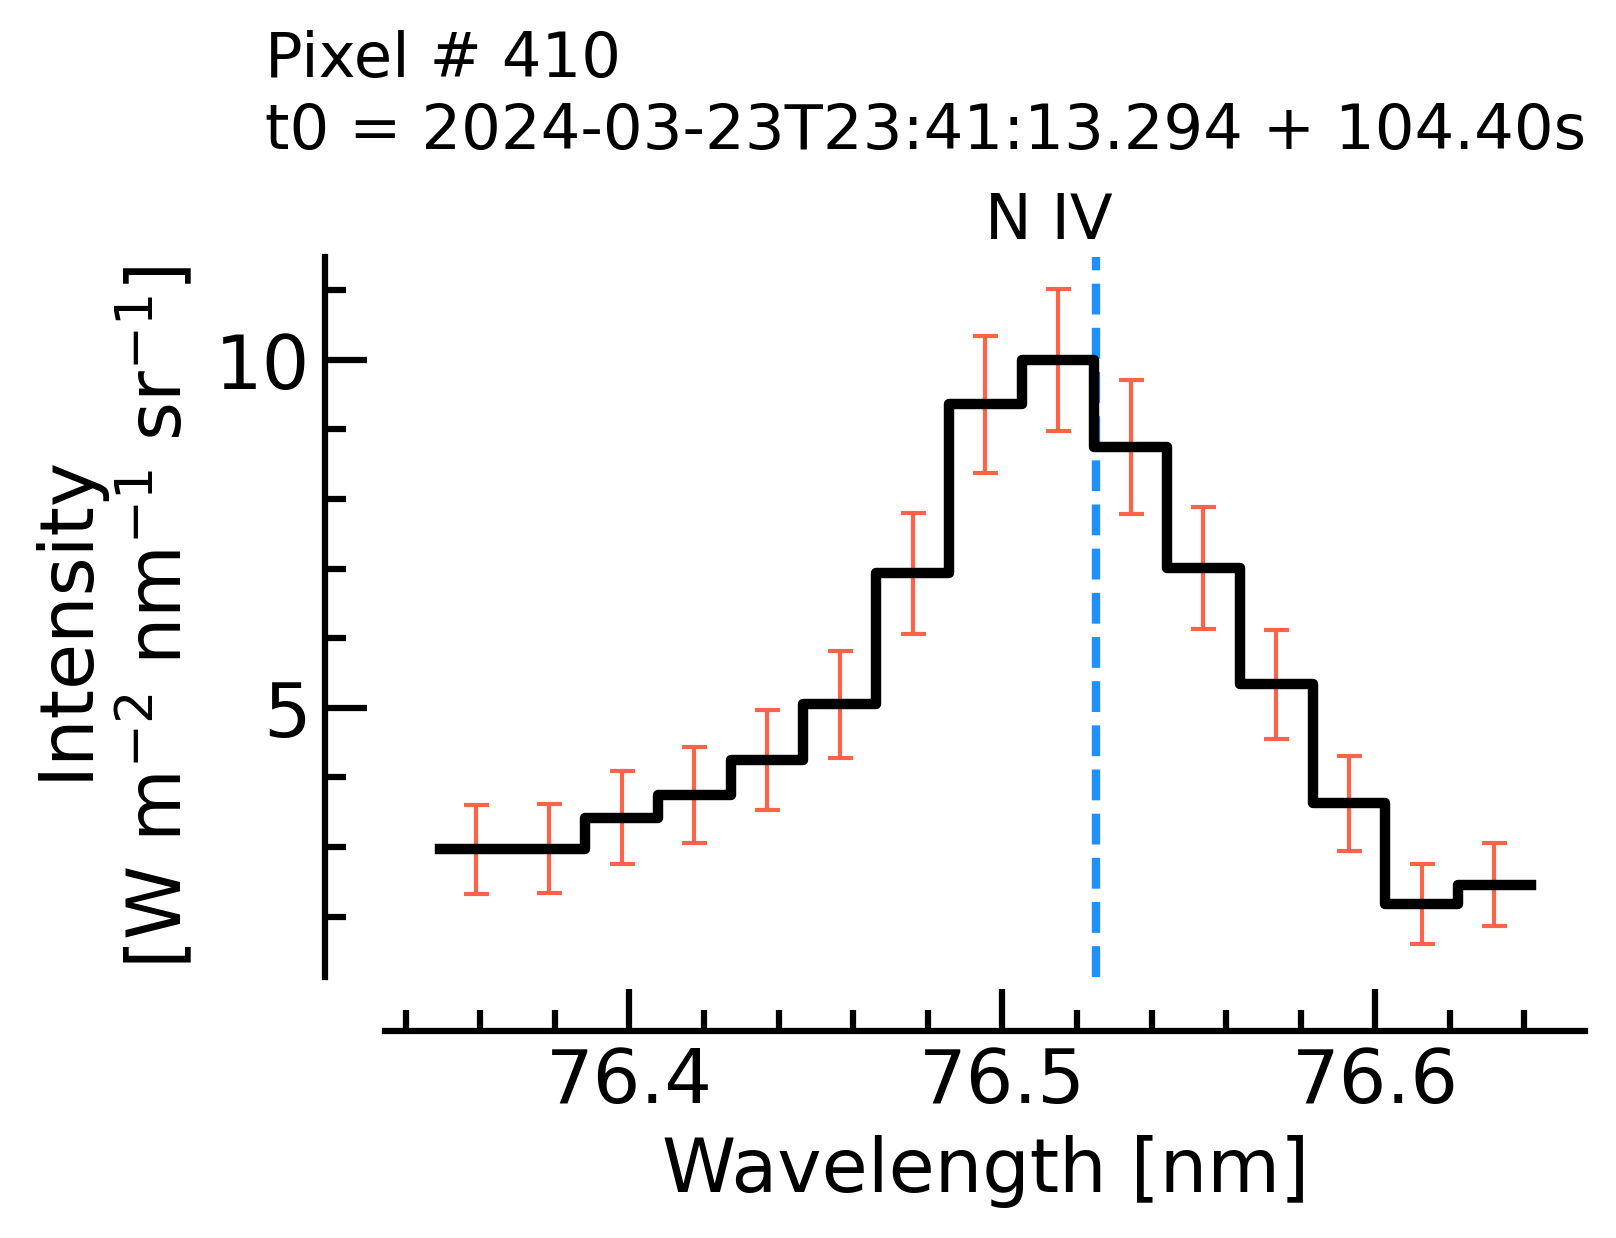 Pixel # 410
t0 = 2024-03-23T23:41:13.294 + 104.40s
N IV
Intensity
[W m⁻² nm⁻¹ sr⁻¹]
10
5
76.4 76.5 76.6
Wavelength [nm]